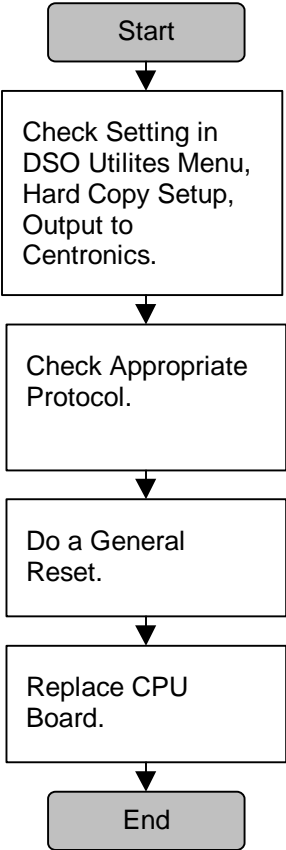 Start
Check Setting in
DSO Utilites Menu,
Hard Copy Setup,
Output to
Centronics.
Check Appropriate
Protocol.
Do a General
Reset.
Replace CPU
Board.
End